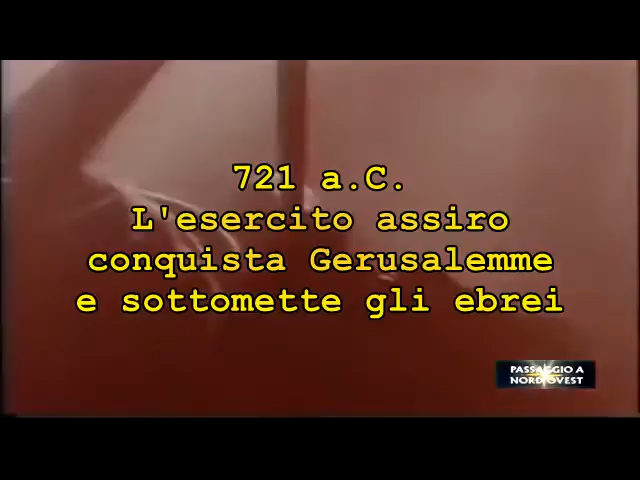 721 a.C.
L'esercito assiro
conquista Gerusalemme
e sottomette gli ebrei
PASSAGGIO A
NORD OVEST